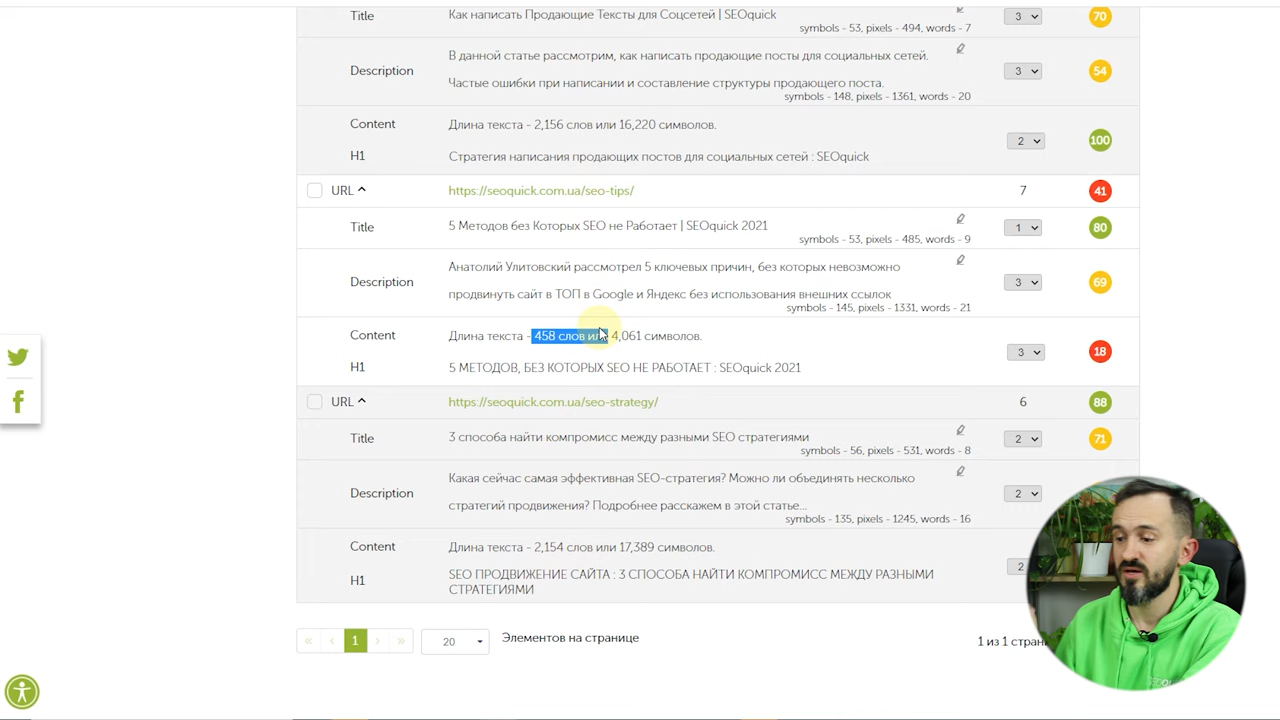 Title
Как написать Продающие Тексты для Соцсетей | SEOquick
3
70
symbols - 53, pixels - 494, words - 7
Description
В данной статье рассмотрим, как написать продающие посты для социальных сетей.
Частые ошибки при написании и составление структуры продающего поста.
3
54
symbols - 148, pixels - 1361, words - 20
Content
Длина текста - 2,156 слов или 16,220 символов.
2
100
H1
Стратегия написания продающих постов для социальных сетей : SEOquick
URL
https://seoquick.com.ua/seo-tips/
7
41
Title
5 Методов без Которых SEO не Работает | SEOquick 2021
1
80
symbols - 53, pixels - 485, words - 9
Description
Анатолий Улитовский рассмотрел 5 ключевых причин, без которых невозможно
продвинуть сайт в ТОП в Google и Яндекс без использования внешних ссылок
3
69
symbols - 145, pixels - 1331, words - 21
Content
Длина текста - 458 слов или 4,061 символов.
3
18
H1
5 МЕТОДОВ, БЕЗ КОТОРЫХ SEO НЕ РАБОТАЕТ : SEOquick 2021
URL
https://seoquick.com.ua/seo-strategy/
6
88
Title
3 способа найти компромисс между разными SEO стратегиями
2
71
symbols - 56, pixels - 531, words - 8
Description
Какая сейчас самая эффективная SEO-стратегия? Можно ли объединять несколько
стратегий продвижения? Подробнее расскажем в этой статье...
2
symbols - 135, pixels - 1245, words - 16
Content
Длина текста - 2,154 слов или 17,389 символов.
2
H1
SEO ПРОДВИЖЕНИЕ САЙТА : 3 СПОСОБА НАЙТИ КОМПРОМИСС МЕЖДУ РАЗНЫМИ
СТРАТЕГИЯМИ
« ‹ 1 › »
20
Элементов на странице
1 из 1